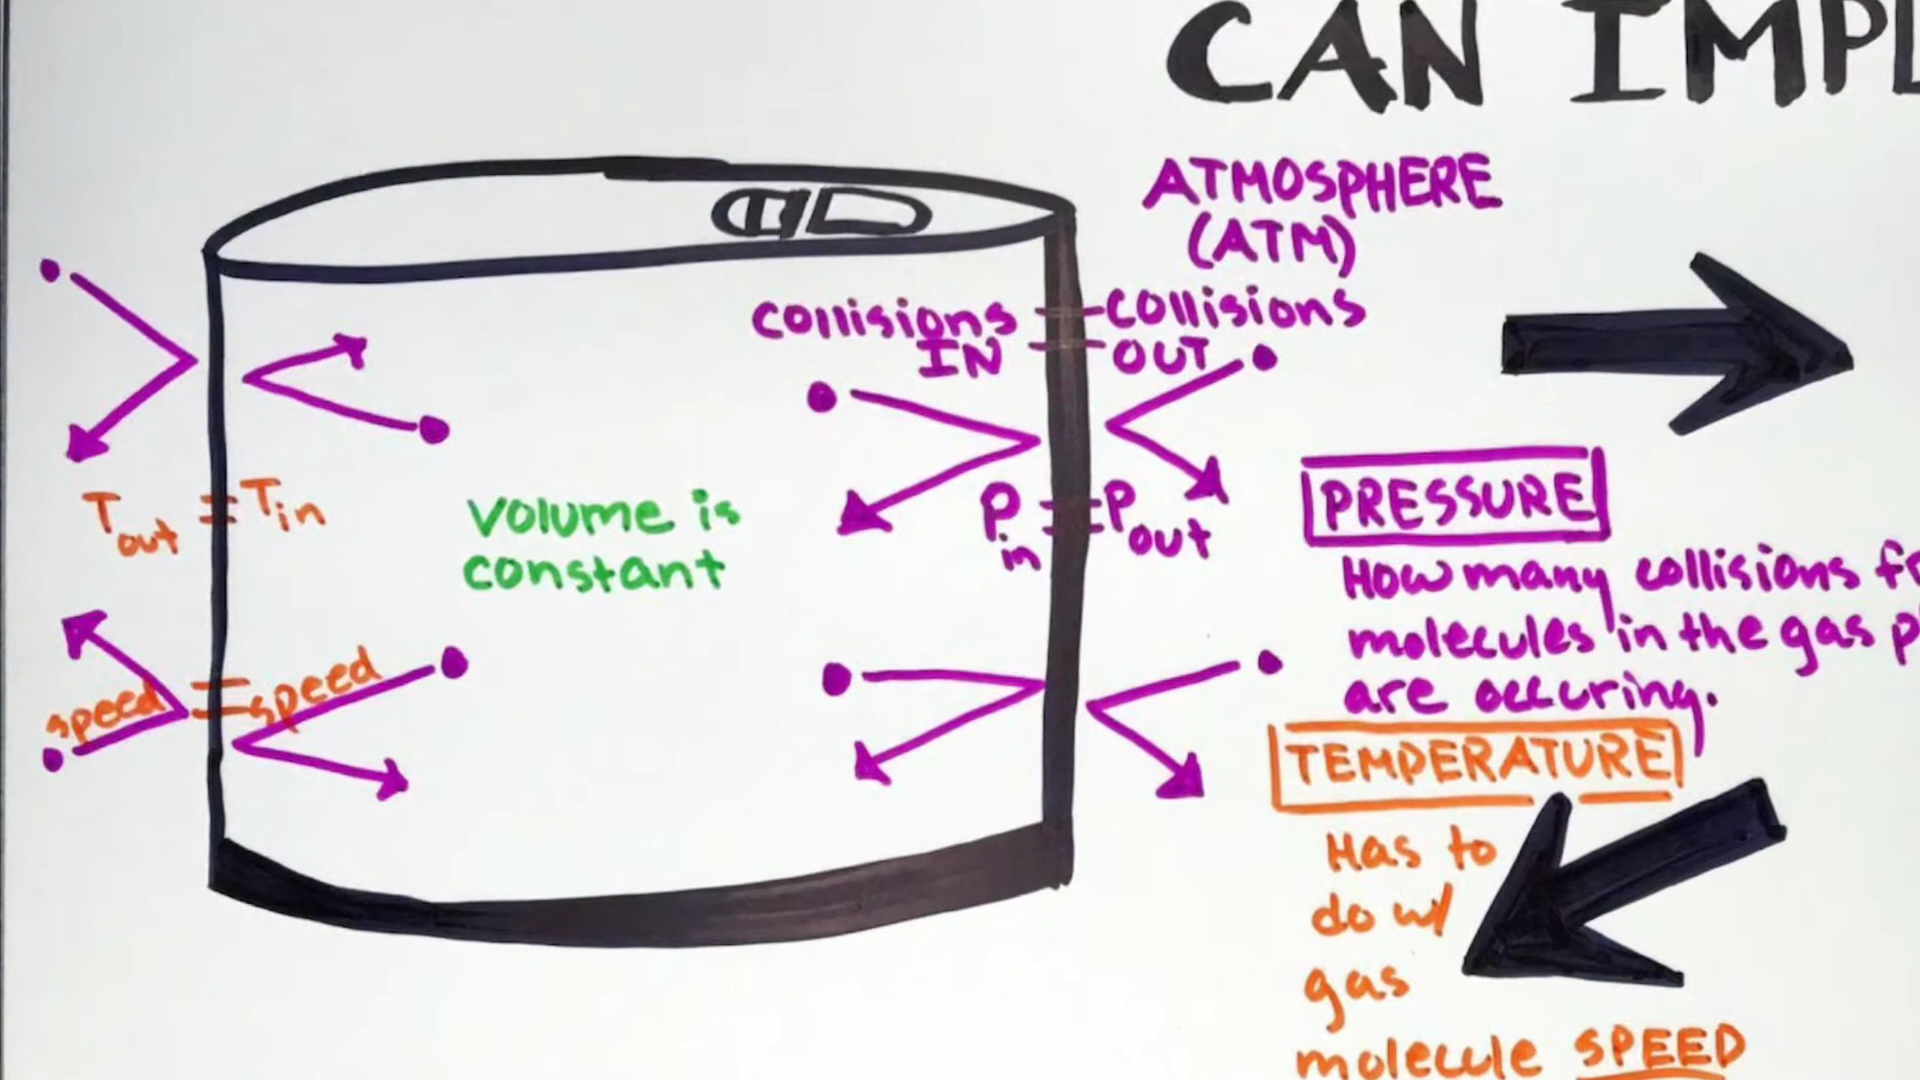 CAN IMPL
ATMOSPHERE
(ATM)
Collisions = Collisions
IN OUT
Tout = Tin
Volume is
constant
Pin = Pout
speed = speed
PRESSURE
How many collisions fr
molecules in the gas p
are occuring.
TEMPERATURE
Has to
do w/
gas
molecule SPEED